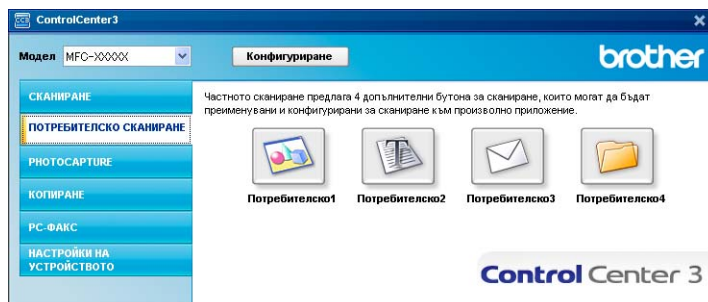 ControlCenter3
Модел MFC-XXXXX Конфигуриране brother
СКАНИРАНЕ
ПОТРЕБИТЕЛСКО СКАНИРАНЕ
PHOTOCAPTURE
КОПИРАНЕ
PC-ФАКС
НАСТРОЙКИ НА
УСТРОЙСТВОТО
Частното сканиране предлага 4 допълнителни бутона за сканиране, които могат да бъдат
преименувани и конфигурирани за сканиране към произволно приложение.
Потребителско1 Потребителско2 Потребителско3 Потребителско4
Control Center 3